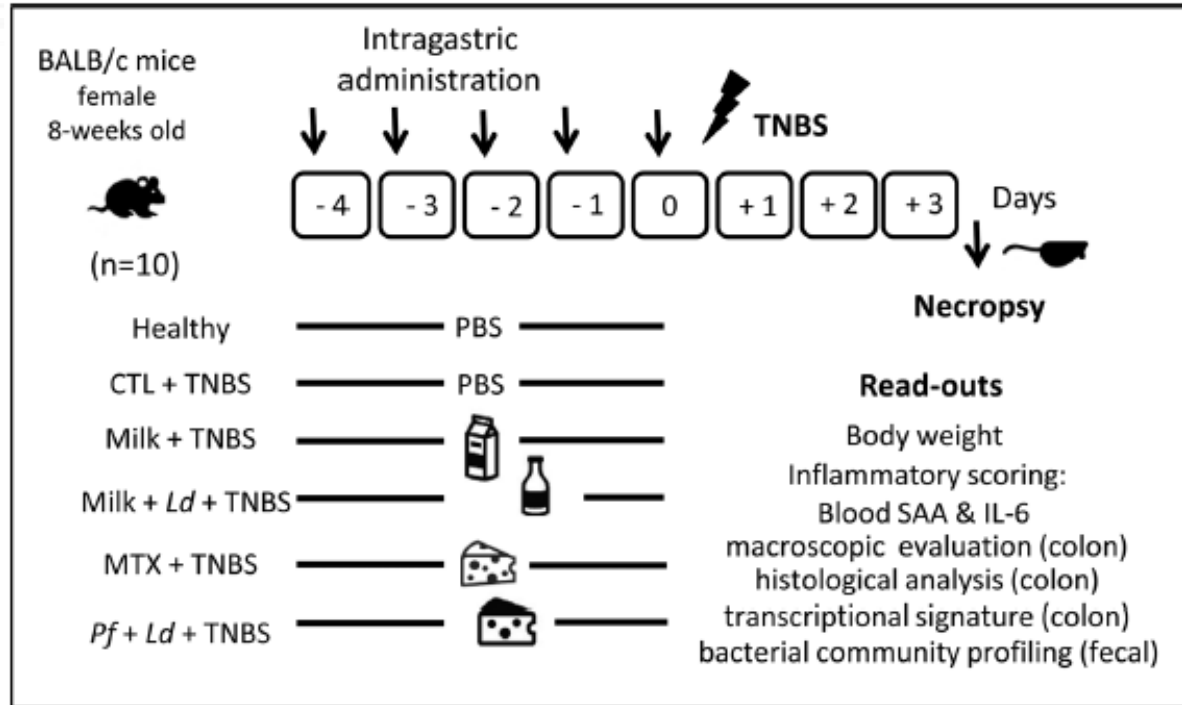 BALB/c mice
female
8-weeks old
(n=10)
Intragastric
administration
TNBS
- 4
- 3
- 2
- 1
0
+ 1
+ 2
+ 3
Days
Necropsy
Healthy
PBS
CTL + TNBS
PBS
Milk + TNBS
Milk + Ld + TNBS
MTX + TNBS
Pf + Ld + TNBS
Read-outs
Body weight
Inflammatory scoring:
Blood SAA & IL-6
macroscopic evaluation (colon)
histological analysis (colon)
transcriptional signature (colon)
bacterial community profiling (fecal)